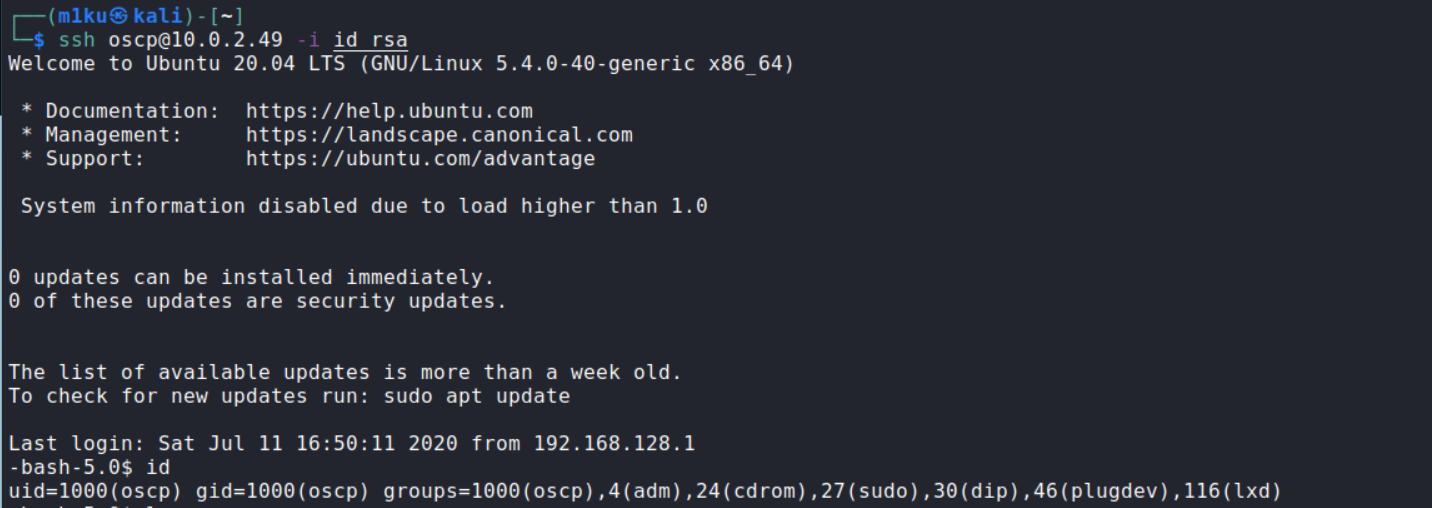 ┌──(m1ku㉿kali)-[~]
└─$ ssh oscp@10.0.2.49 -i id_rsa
Welcome to Ubuntu 20.04 LTS (GNU/Linux 5.4.0-40-generic x86_64)
* Documentation:  https://help.ubuntu.com
* Management:     https://landscape.canonical.com
* Support:        https://ubuntu.com/advantage
System information disabled due to load higher than 1.0
0 updates can be installed immediately.
0 of these updates are security updates.
The list of available updates is more than a week old.
To check for new updates run: sudo apt update
Last login: Sat Jul 11 16:50:11 2020 from 192.168.128.1
-bash-5.0$ id
uid=1000(oscp) gid=1000(oscp) groups=1000(oscp),4(adm),24(cdrom),27(sudo),30(dip),46(plugdev),116(lxd)